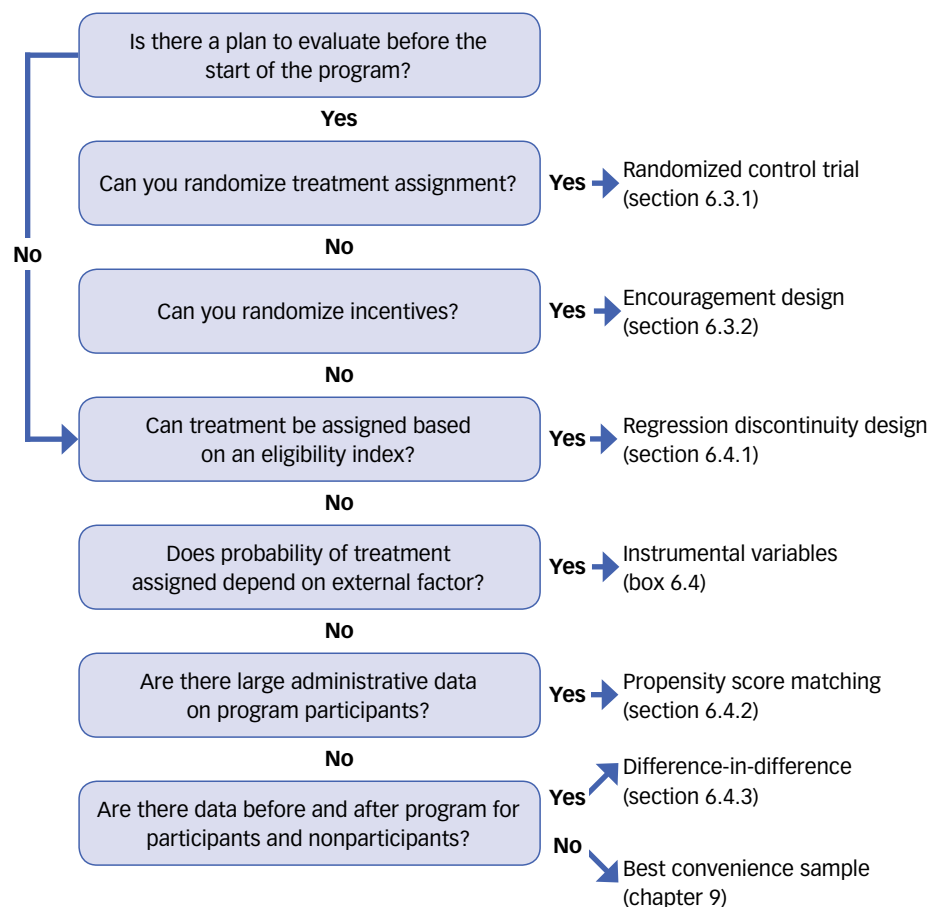 Is there a plan to evaluate before the
start of the program?
Yes
Can you randomize treatment assignment?
Yes
Randomized control trial
(section 6.3.1)
No
No
Can you randomize incentives?
Yes
Encouragement design
(section 6.3.2)
No
Can treatment be assigned based
on an eligibility index?
Yes
Regression discontinuity design
(section 6.4.1)
No
Does probability of treatment
assigned depend on external factor?
Yes
Instrumental variables
(box 6.4)
No
Are there large administrative data
on program participants?
Yes
Propensity score matching
(section 6.4.2)
No
Are there data before and after program for
participants and nonparticipants?
Yes
Difference-in-difference
(section 6.4.3)
No
Best convenience sample
(chapter 9)